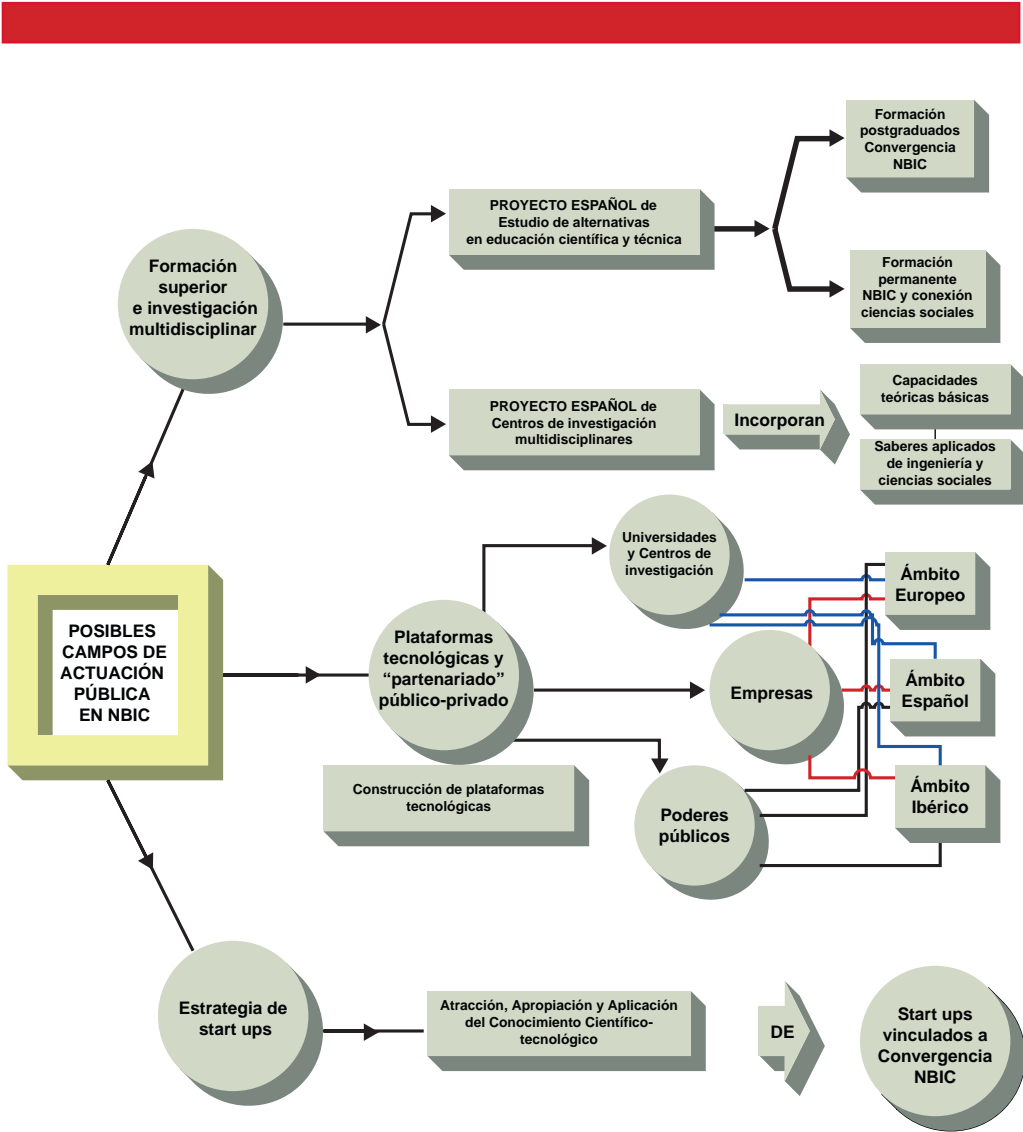 Formación
postgraduados
Convergencia
NBIC
PROYECTO ESPAÑOL de
Estudio de alternativas
en educación científica y técnica
Formación
superior
e investigación
multidisciplinar
Formación
permanente
NBIC y conexión
ciencias sociales
PROYECTO ESPAÑOL de
Centros de investigación
multidisciplinares
Incorporan
Capacidades
teóricas básicas
Saberes aplicados
de ingeniería y
ciencias sociales
POSIBLES
CAMPOS DE
ACTUACIÓN
PÚBLICA
EN NBIC
Plataformas
tecnológicas y
“partenariado”
público-privado
Construcción de plataformas
tecnológicas
Universidades
y Centros de
investigación
Empresas
Poderes
públicos
Ámbito
Europeo
Ámbito
Español
Ámbito
Ibérico
Estrategia de
start ups
Atracción, Apropiación y Aplicación
del Conocimiento Científico-
tecnológico
DE
Start ups
vinculados a
Convergencia
NBIC